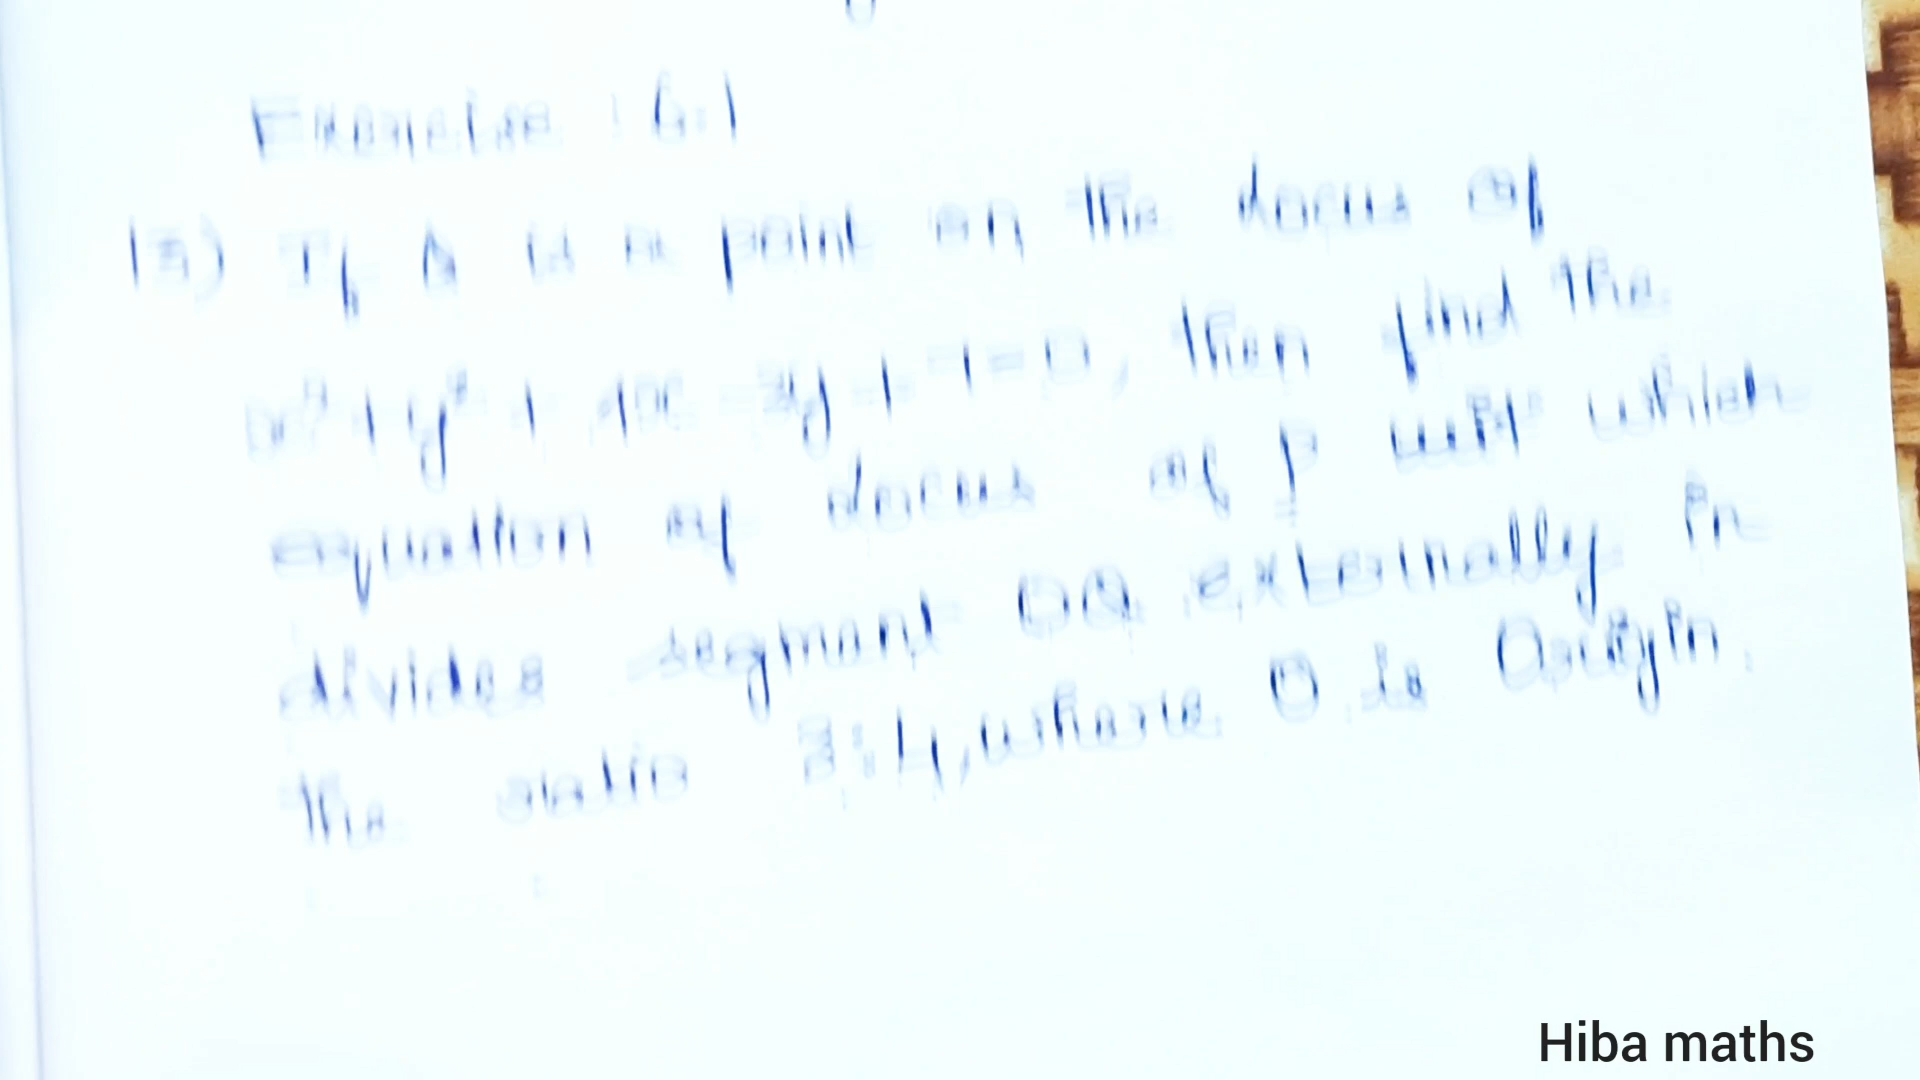 Exercise : 6.1
If Q is a point on the locus of
x² + y² + 4x - 3y + 7 = 0, then find the
equation of locus of P which
divides segment OQ externally in
the ratio 3:4, where O is Origin.
Hiba maths